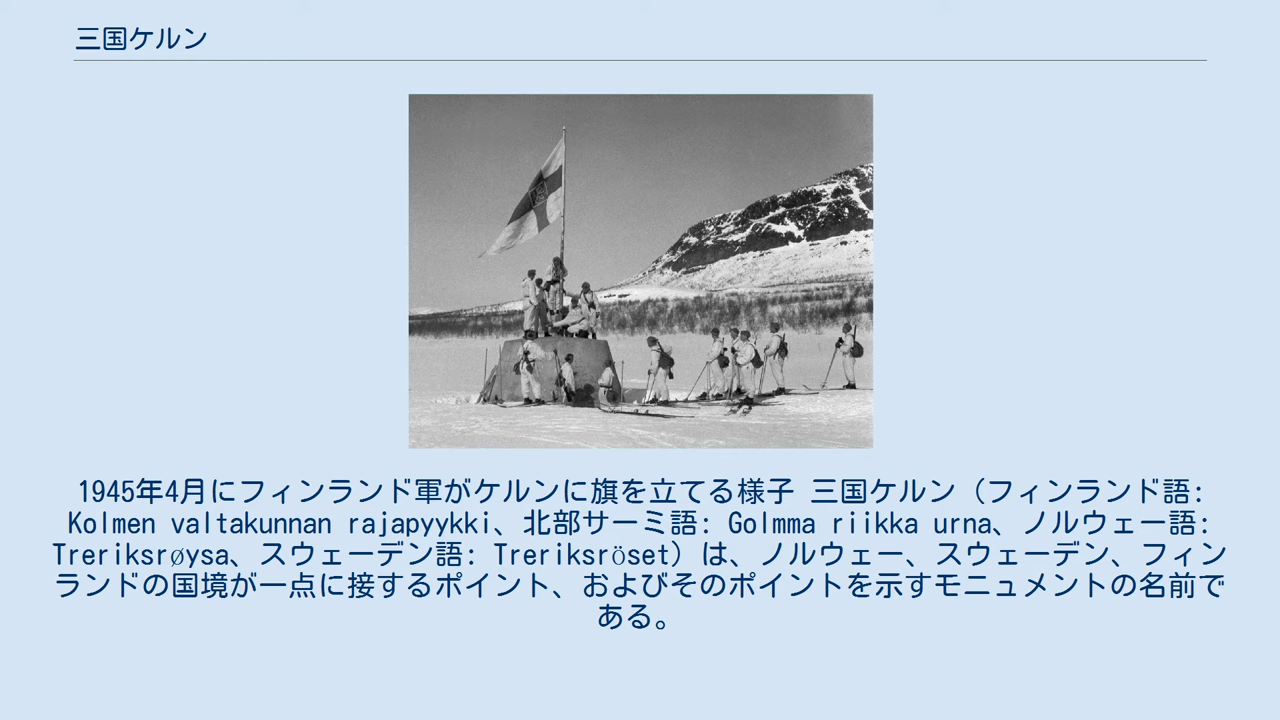 三国ケルン
1945年4月にフィンランド軍がケルンに旗を立てる様子 三国ケルン（フィンランド語:
Kolmen valtakunnan rajapyykki、北部サーミ語: Golmma riikka urna、ノルウェー語:
Treriksrøysa、スウェーデン語: Treriksröset）は、ノルウェー、スウェーデン、フィン
ランドの国境が一点に接するポイント、およびそのポイントを示すモニュメントの名前で
ある。